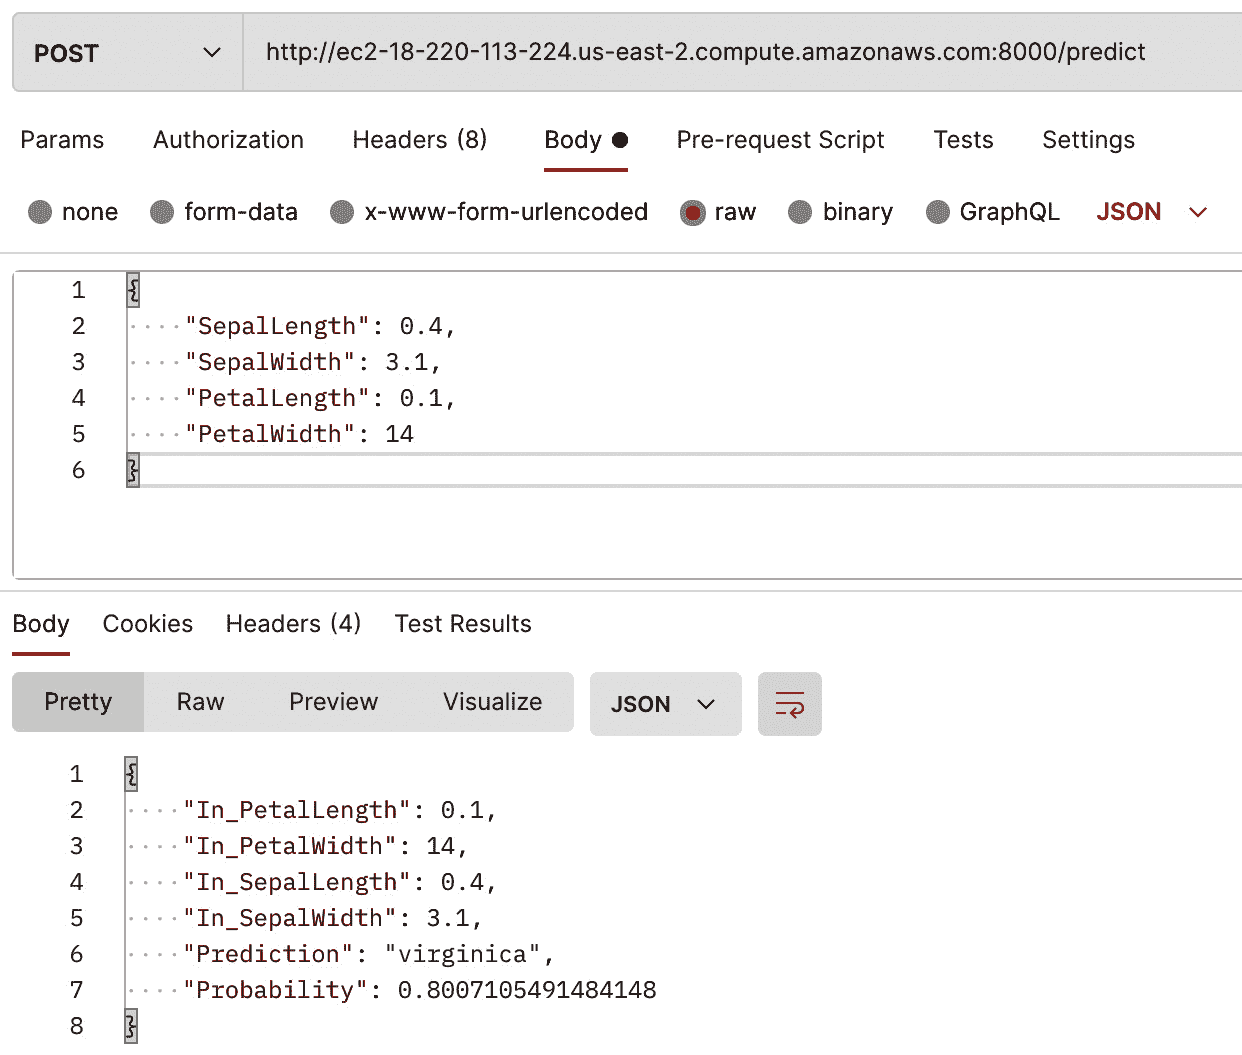 POST http://ec2-18-220-113-224.us-east-2.compute.amazonaws.com:8000/predict
Params Authorization Headers (8) Body Pre-request Script Tests Settings
none form-data x-www-form-urlencoded raw binary GraphQL JSON
1 {
2 ····"SepalLength": 0.4,
3 ····"SepalWidth": 3.1,
4 ····"PetalLength": 0.1,
5 ····"PetalWidth": 14
6 }
Body Cookies Headers (4) Test Results
Pretty Raw Preview Visualize JSON
1 {
2 ····"In_PetalLength": 0.1,
3 ····"In_PetalWidth": 14,
4 ····"In_SepalLength": 0.4,
5 ····"In_SepalWidth": 3.1,
6 ····"Prediction": "virginica",
7 ····"Probability": 0.8007105491484148
8 }